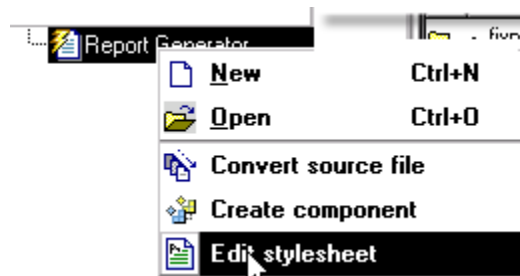 Report Generator
New Ctrl+N
Open Ctrl+O
Convert source file
Create component
Edit stylesheet